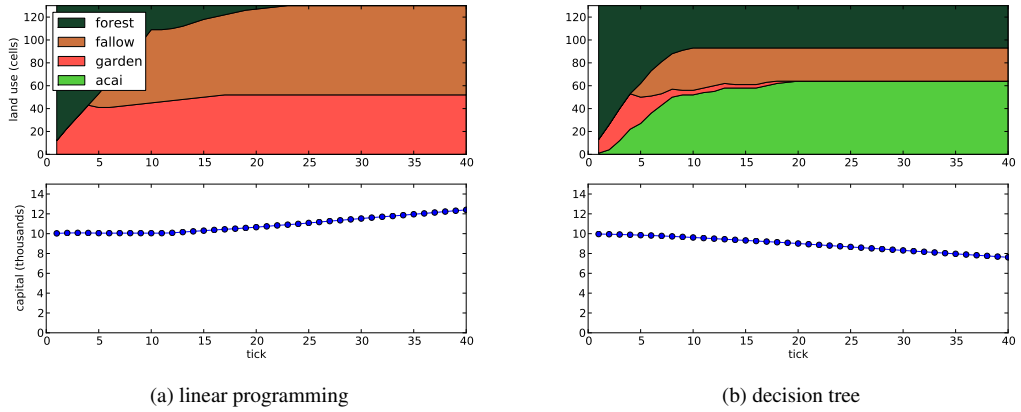 forest
fallow
garden
acai
land use (cells)
120
100
80
60
40
20
0
0 5 10 15 20 25 30 35 40
capital (thousands)
14
12
10
8
6
4
2
0
0 5 10 15 20 25 30 35 40
tick
(a) linear programming
120
100
80
60
40
20
0
0 5 10 15 20 25 30 35 40
14
12
10
8
6
4
2
0
0 5 10 15 20 25 30 35 40
tick
(b) decision tree